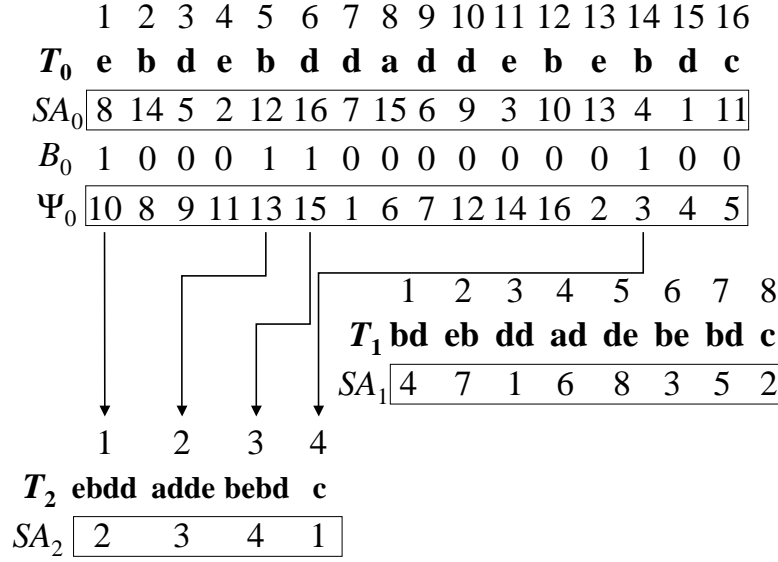 1 2 3 4 5 6 7 8 9 10 11 12 13 14 15 16
T0 e b d e b d d a d d e b e b d c
SA0 8 14 5 2 12 16 7 15 6 9 3 10 13 4 1 11
B0 1 0 0 0 1 1 0 0 0 0 0 0 0 1 0 0
Ψ0 10 8 9 11 13 15 1 6 7 12 14 16 2 3 4 5
1 2 3 4 5 6 7 8
T1 bd eb dd ad de be bd c
SA1 4 7 1 6 8 3 5 2
1 2 3 4
T2 ebdd adde bebd c
SA2 2 3 4 1